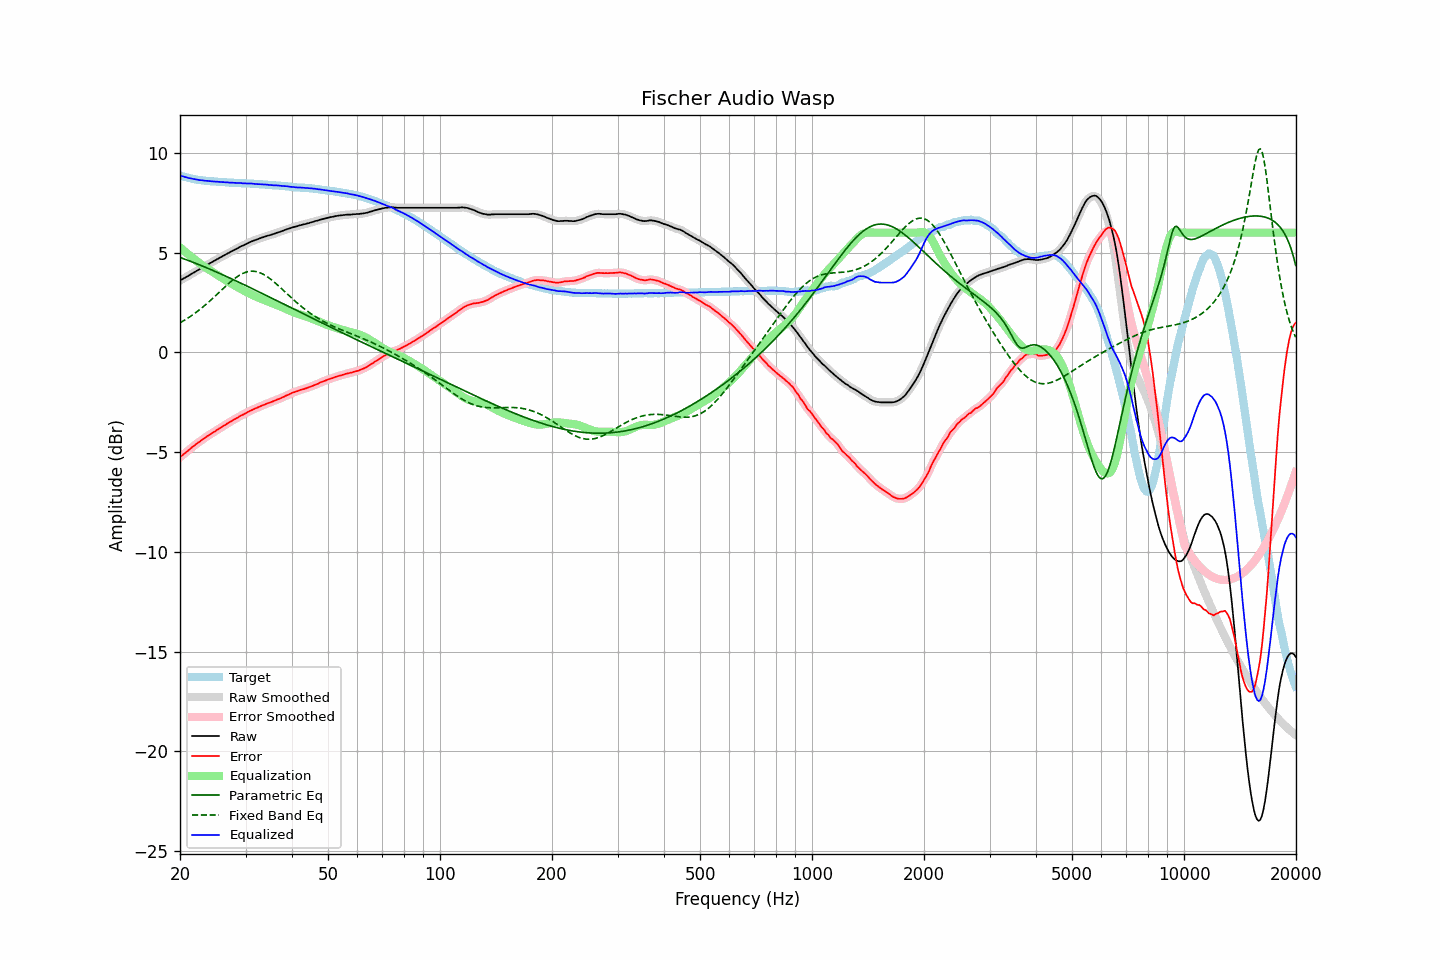 Fischer Audio Wasp
Amplitude (dBr)
10
5
0
−5
−10
−15
−20
−25
Target
Raw Smoothed
Error Smoothed
Raw
Error
Equalization
Parametric Eq
Fixed Band Eq
Equalized
20 50 100 200 500 1000 2000 5000 10000 20000
Frequency (Hz)